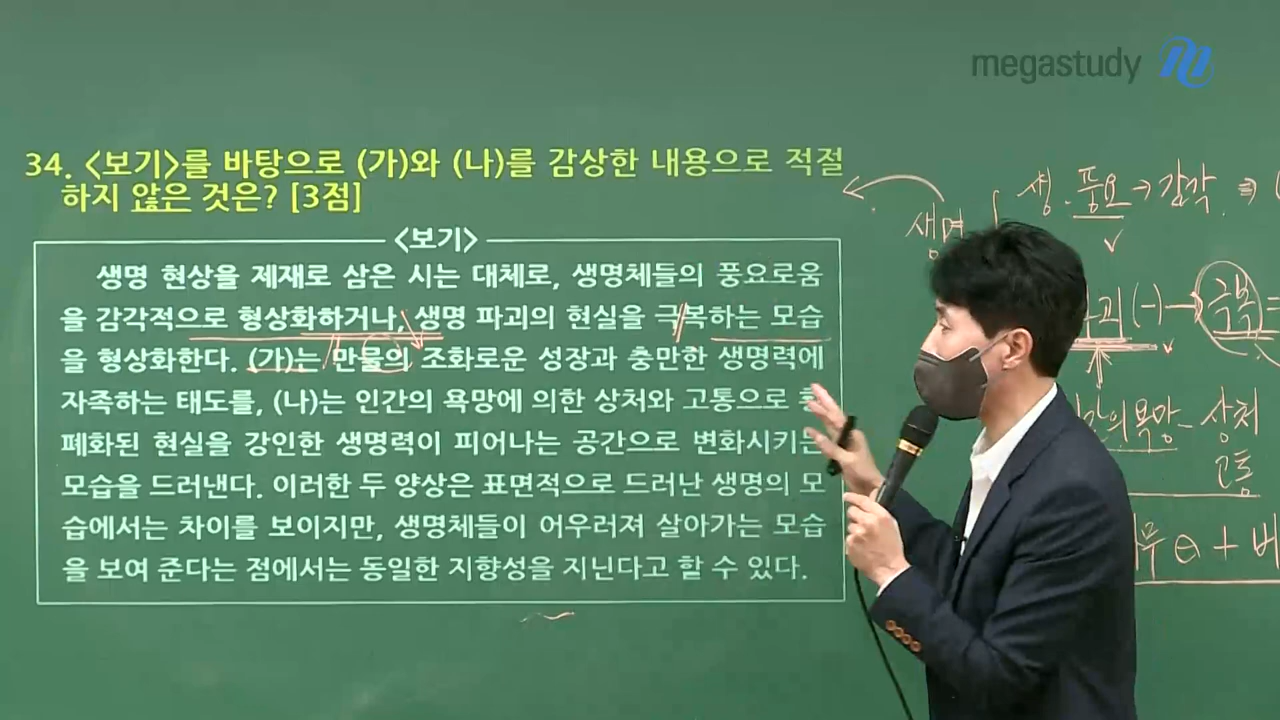 megastudy
34. <보기>를 바탕으로 (가)와 (나)를 감상한 내용으로 적절
하지 않은 것은? [3점]
<보기>
생명 현상을 제재로 삼은 시는 대체로, 생명체들의 풍요로움
을 감각적으로 형상화하거나, 생명 파괴의 현실을 극복하는 모습
을 형상화한다. (가)는 만물의 조화로운 성장과 충만한 생명력에
자족하는 태도를, (나)는 인간의 욕망에 의한 상처와 고통으로
폐화된 현실을 강인한 생명력이 피어나는 공간으로 변화시키는
모습을 드러낸다. 이러한 두 양상은 표면적으로 드러난 생명의 모
습에서는 차이를 보이지만, 생명체들이 어우러져 살아가는 모습
을 보여 준다는 점에서는 동일한 지향성을 지닌다고 할 수 있다.
생. 풍요 → 감각
생명
괴 (-) → 극복 =
간의 욕망 - 상처
고통